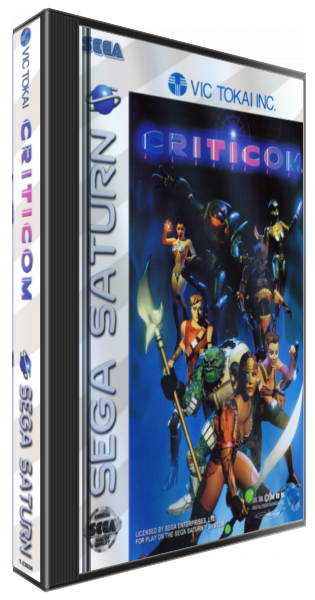 VIC TOKAI
CRITICOM
SEGA SATURN
SEGA
SEGA SATURN
VIC TOKAI INC.
CRITICOM
SEGA
LICENSED BY SEGA ENTERPRISES, LTD.
FOR PLAY ON THE SEGA SATURN